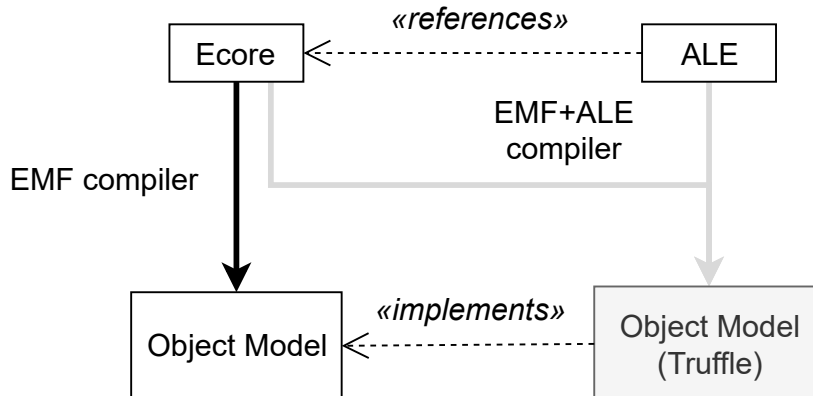 «references»
Ecore
ALE
EMF+ALE
compiler
EMF compiler
«implements»
Object Model
Object Model
(Truffle)